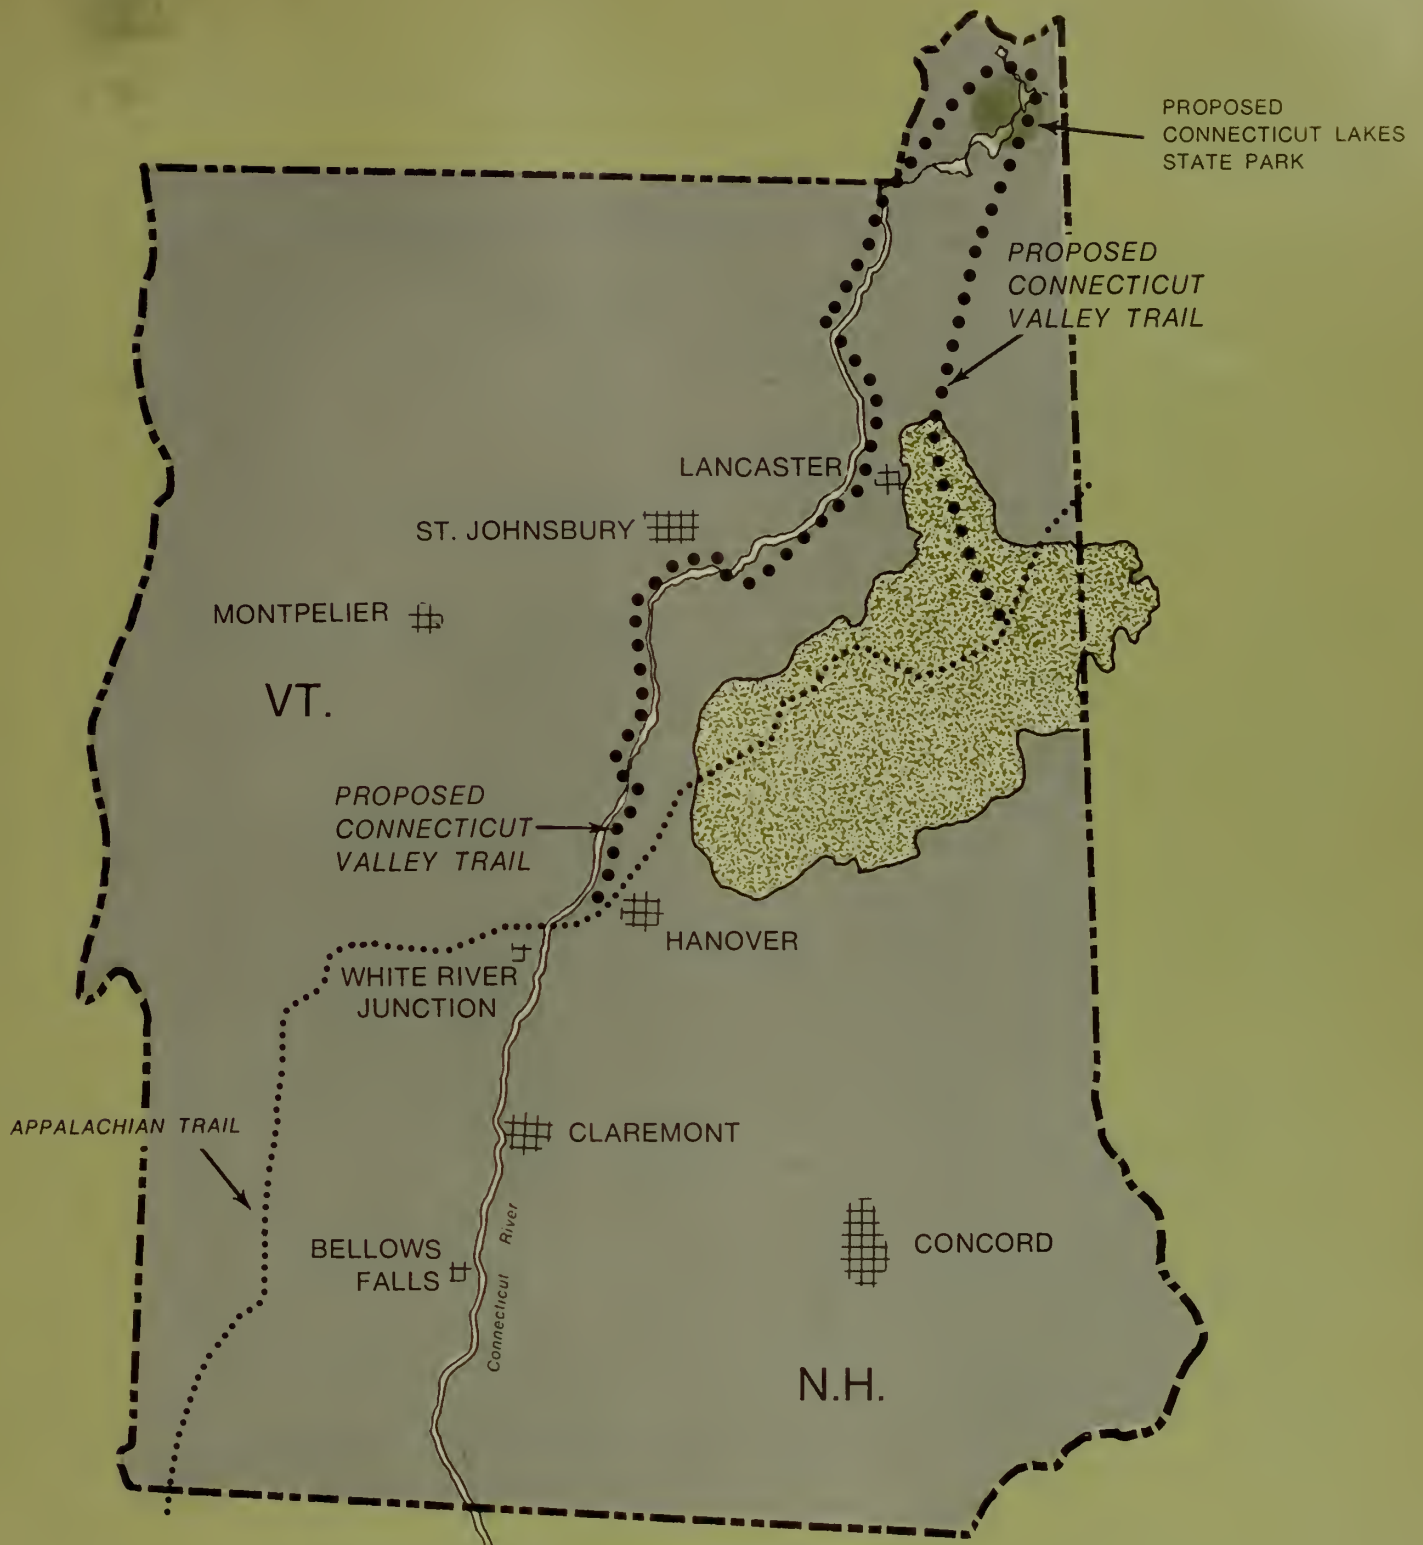 PROPOSED
CONNECTICUT LAKES
STATE PARK
PROPOSED
CONNECTICUT
VALLEY TRAIL
LANCASTER
ST. JOHNSBURY
MONTPELIER
VT.
PROPOSED
CONNECTICUT
VALLEY TRAIL
HANOVER
WHITE RIVER
JUNCTION
APPALACHIAN TRAIL
CLAREMONT
BELLOWS
FALLS
Connecticut River
CONCORD
N.H.